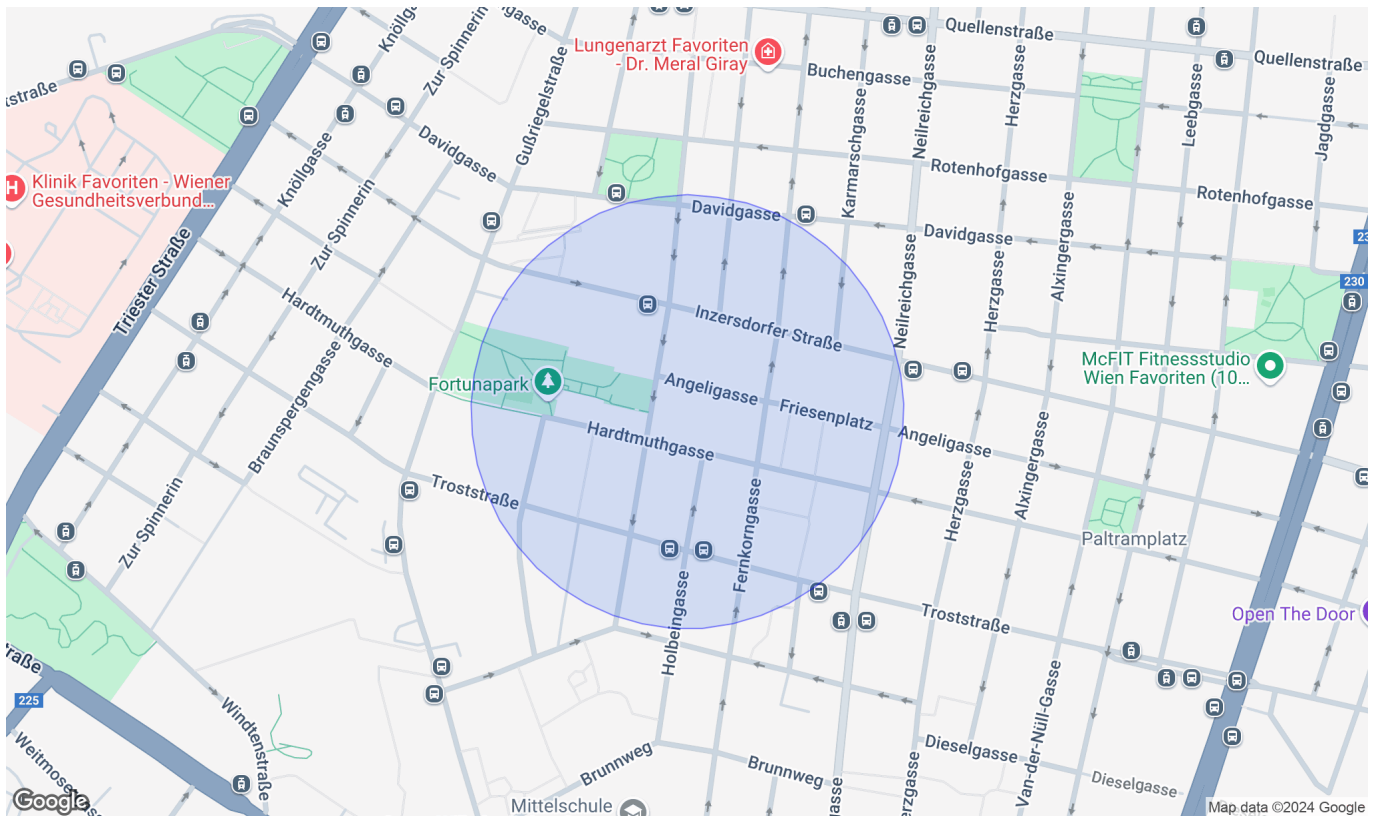 Quellenstraße
Knöllgasse
Zur Spinnerin
Lungenarzt Favoriten
- Dr. Meral Giray
Buchengasse
Quellenstraße
Gußriegelstraße
Neilreichgasse
Herzgasse
Leebgasse
Jagdgasse
Davidgasse
Karmarschgasse
Rotenhofgasse
Rotenhofgasse
H
Klinik Favoriten - Wiener
Gesundheitsverbund...
Knöllgasse
Zur Spinnerin
Davidgasse
Davidgasse
Alxingergasse
Triester Straße
230
Hardtmuthgasse
Inzersdorfer Straße
Neilreichgasse
Herzgasse
McFIT Fitnessstudio
Wien Favoriten (10...
Fortunapark
Angeligasse
Friesenplatz
Braunspergengasse
Hardtmuthgasse
Angeligasse
Alxingergasse
Troststraße
Zur Spinnerin
Fernkorngasse
Herzgasse
Paltramplatz
Holbeingasse
Troststraße
Open The Door
225
Windtenstraße
Van-der-Nüll-Gasse
Dieselgasse
Brunnweg
Brunnweg
Dieselgasse
Mittelschule
Google
Map data ©2024 Google